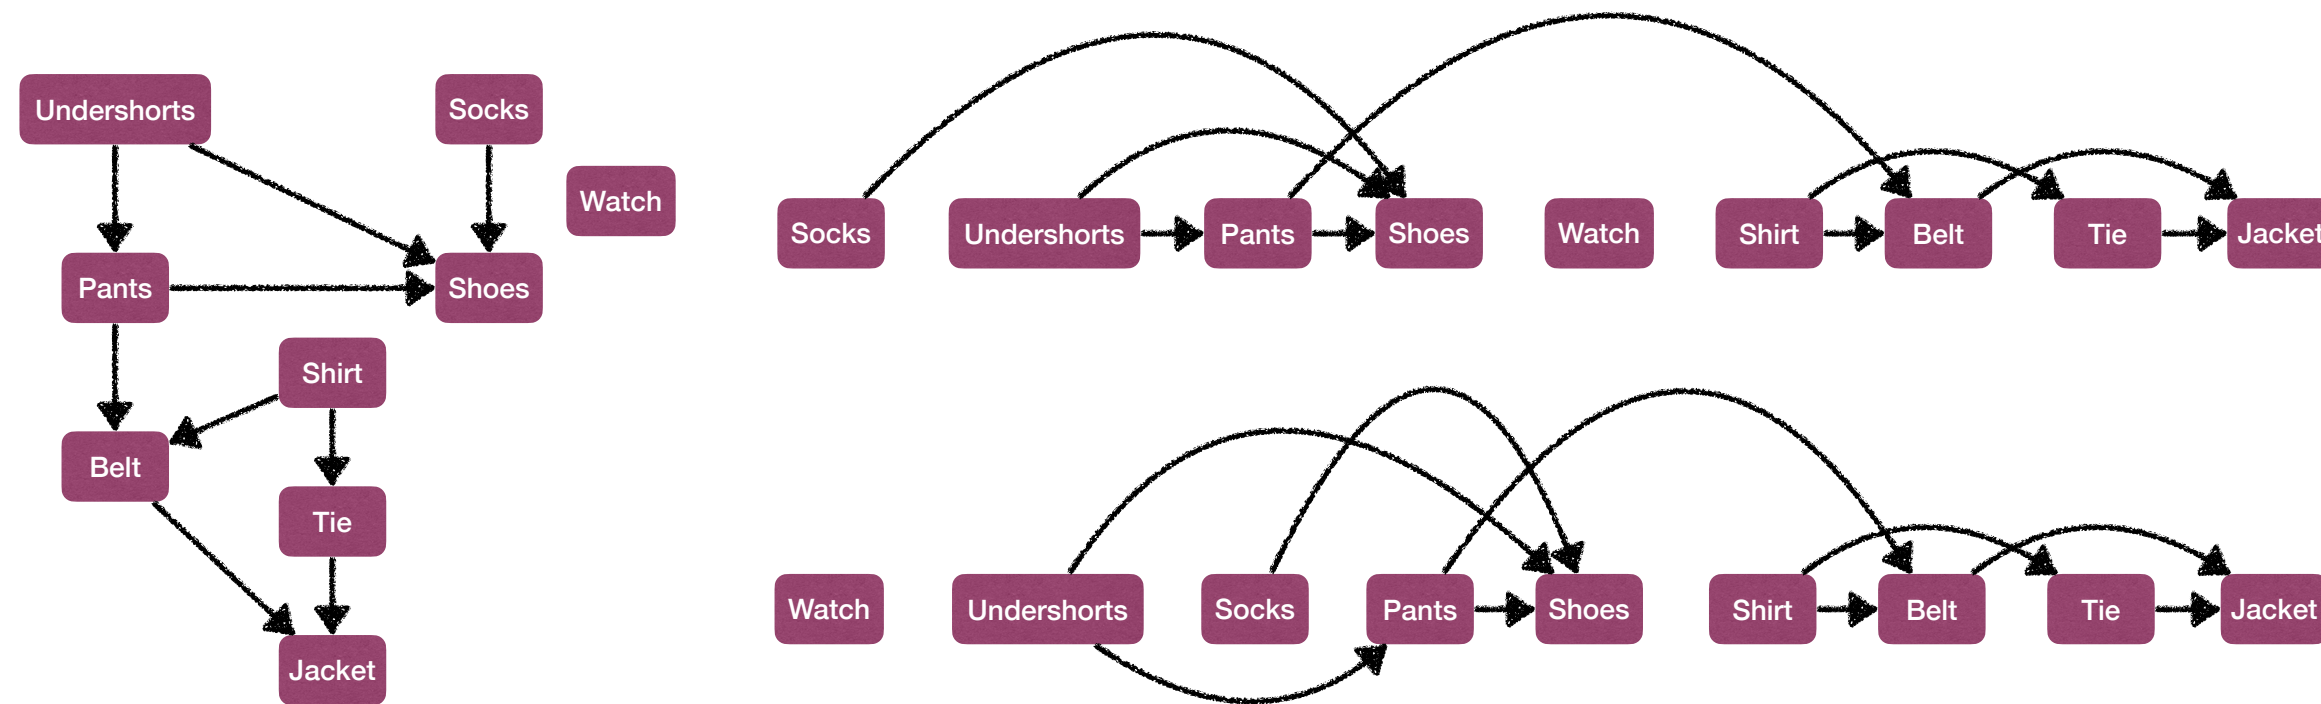 Undershorts
Socks
Watch
Pants
Shoes
Shirt
Belt
Tie
Jacket
Socks
Undershorts
Pants
Shoes
Watch
Shirt
Belt
Tie
Jacket
Watch
Undershorts
Socks
Pants
Shoes
Shirt
Belt
Tie
Jacket